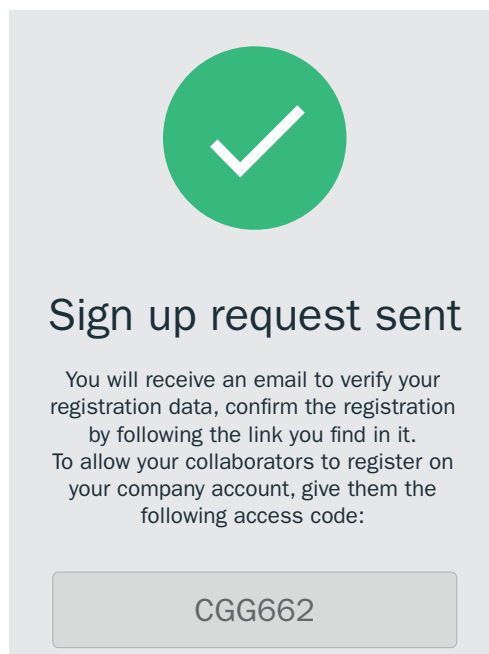 Sign up request sent
You will receive an email to verify your
registration data, confirm the registration
by following the link you find in it.
To allow your collaborators to register on
your company account, give them the
following access code:
CGG662